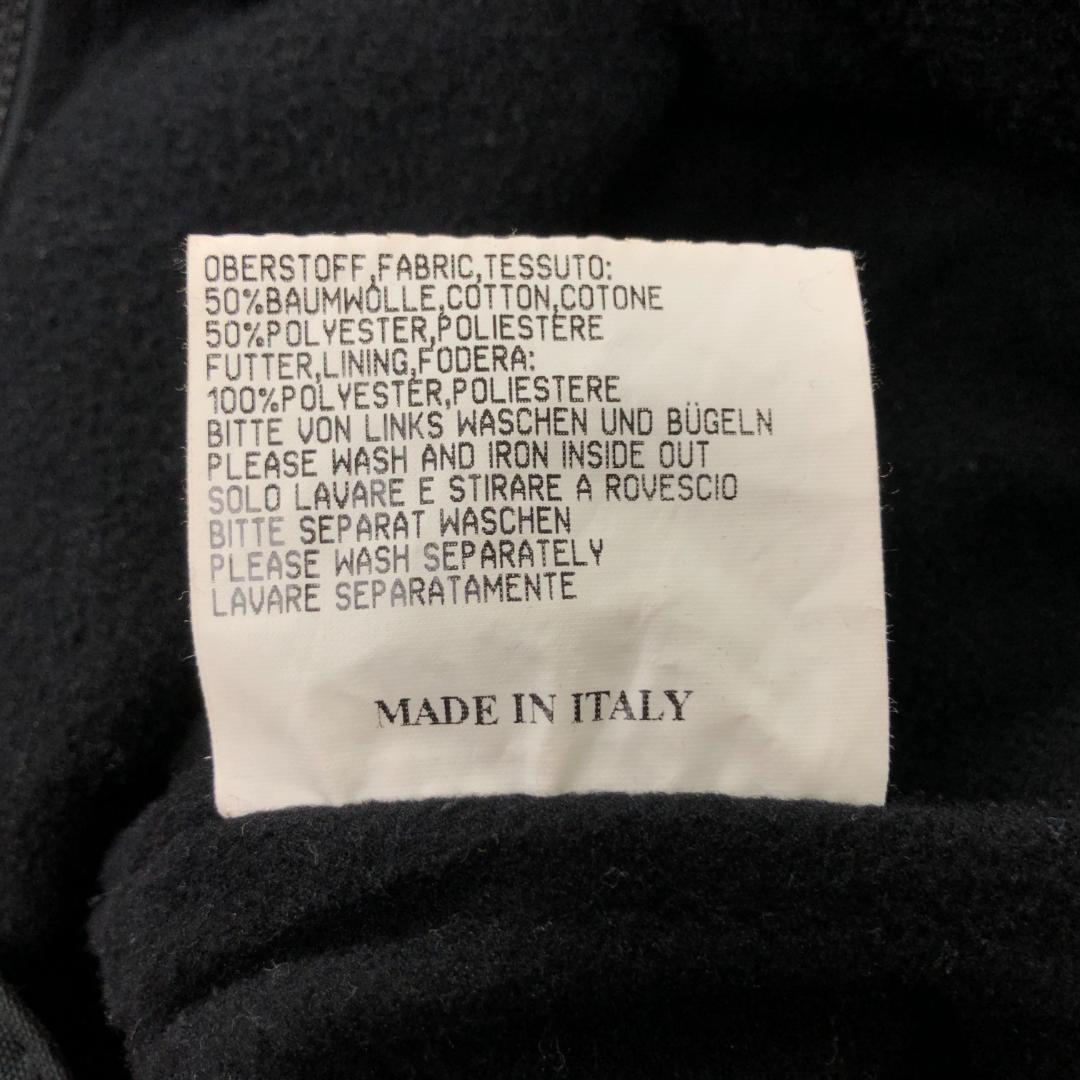 OBERSTOFF,FABRIC,TESSUTO:
50%BAUMWOLLE,COTTON,COTONE
50%POLYESTER,POLIESTERE
FUTTER,LINING,FODERA:
100%POLYESTER,POLIESTERE
BITTE VON LINKS WASCHEN UND BÜGELN
PLEASE WASH AND IRON INSIDE OUT
SOLO LAVARE E STIRARE A ROVESCIO
BITTE SEPARAT WASCHEN
PLEASE WASH SEPARATELY
LAVARE SEPARATAMENTE
MADE IN ITALY